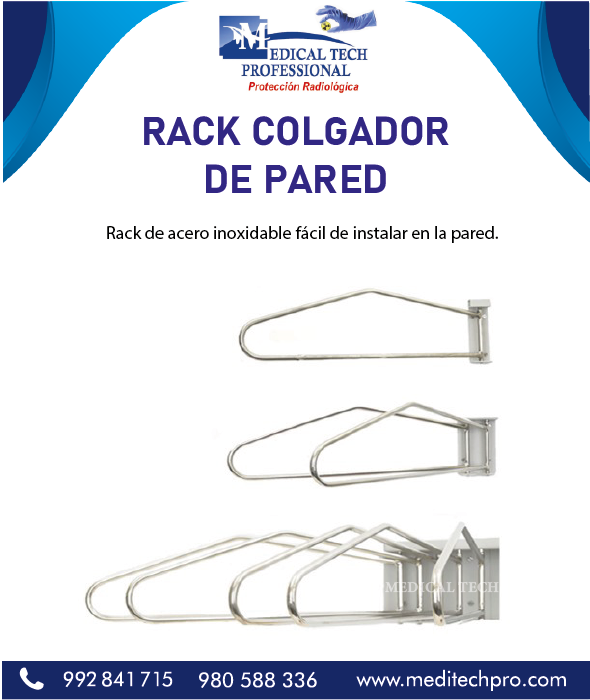 MEDICAL TECH
PROFESSIONAL
Protección Radiológica
RACK COLGADOR
DE PARED
Rack de acero inoxidable fácil de instalar en la pared.
MEDICAL TECH
992 841 715 980 588 336 www.meditechpro.com